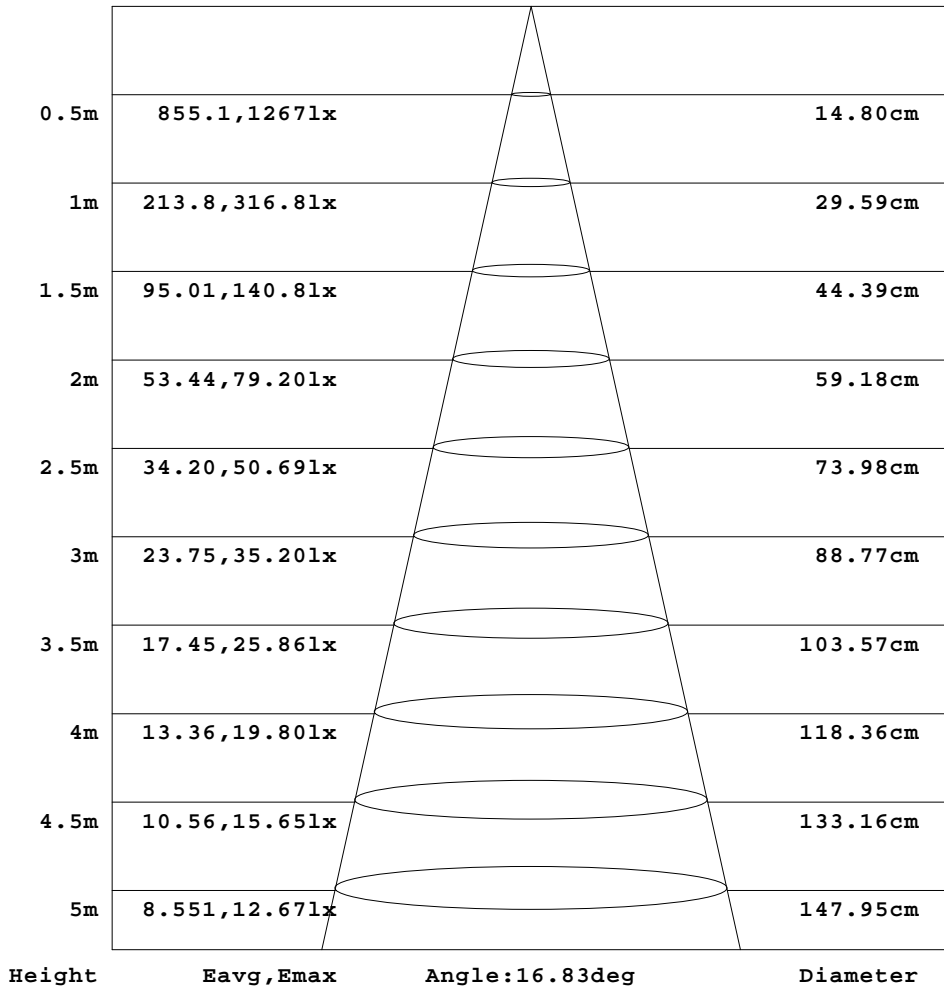 0.5m 855.1,1267lx 14.80cm
1m 213.8,316.8lx 29.59cm
1.5m 95.01,140.8lx 44.39cm
2m 53.44,79.20lx 59.18cm
2.5m 34.20,50.69lx 73.98cm
3m 23.75,35.20lx 88.77cm
3.5m 17.45,25.86lx 103.57cm
4m 13.36,19.80lx 118.36cm
4.5m 10.56,15.65lx 133.16cm
5m 8.551,12.67lx 147.95cm
Height Eavg,Emax Angle:16.83deg Diameter